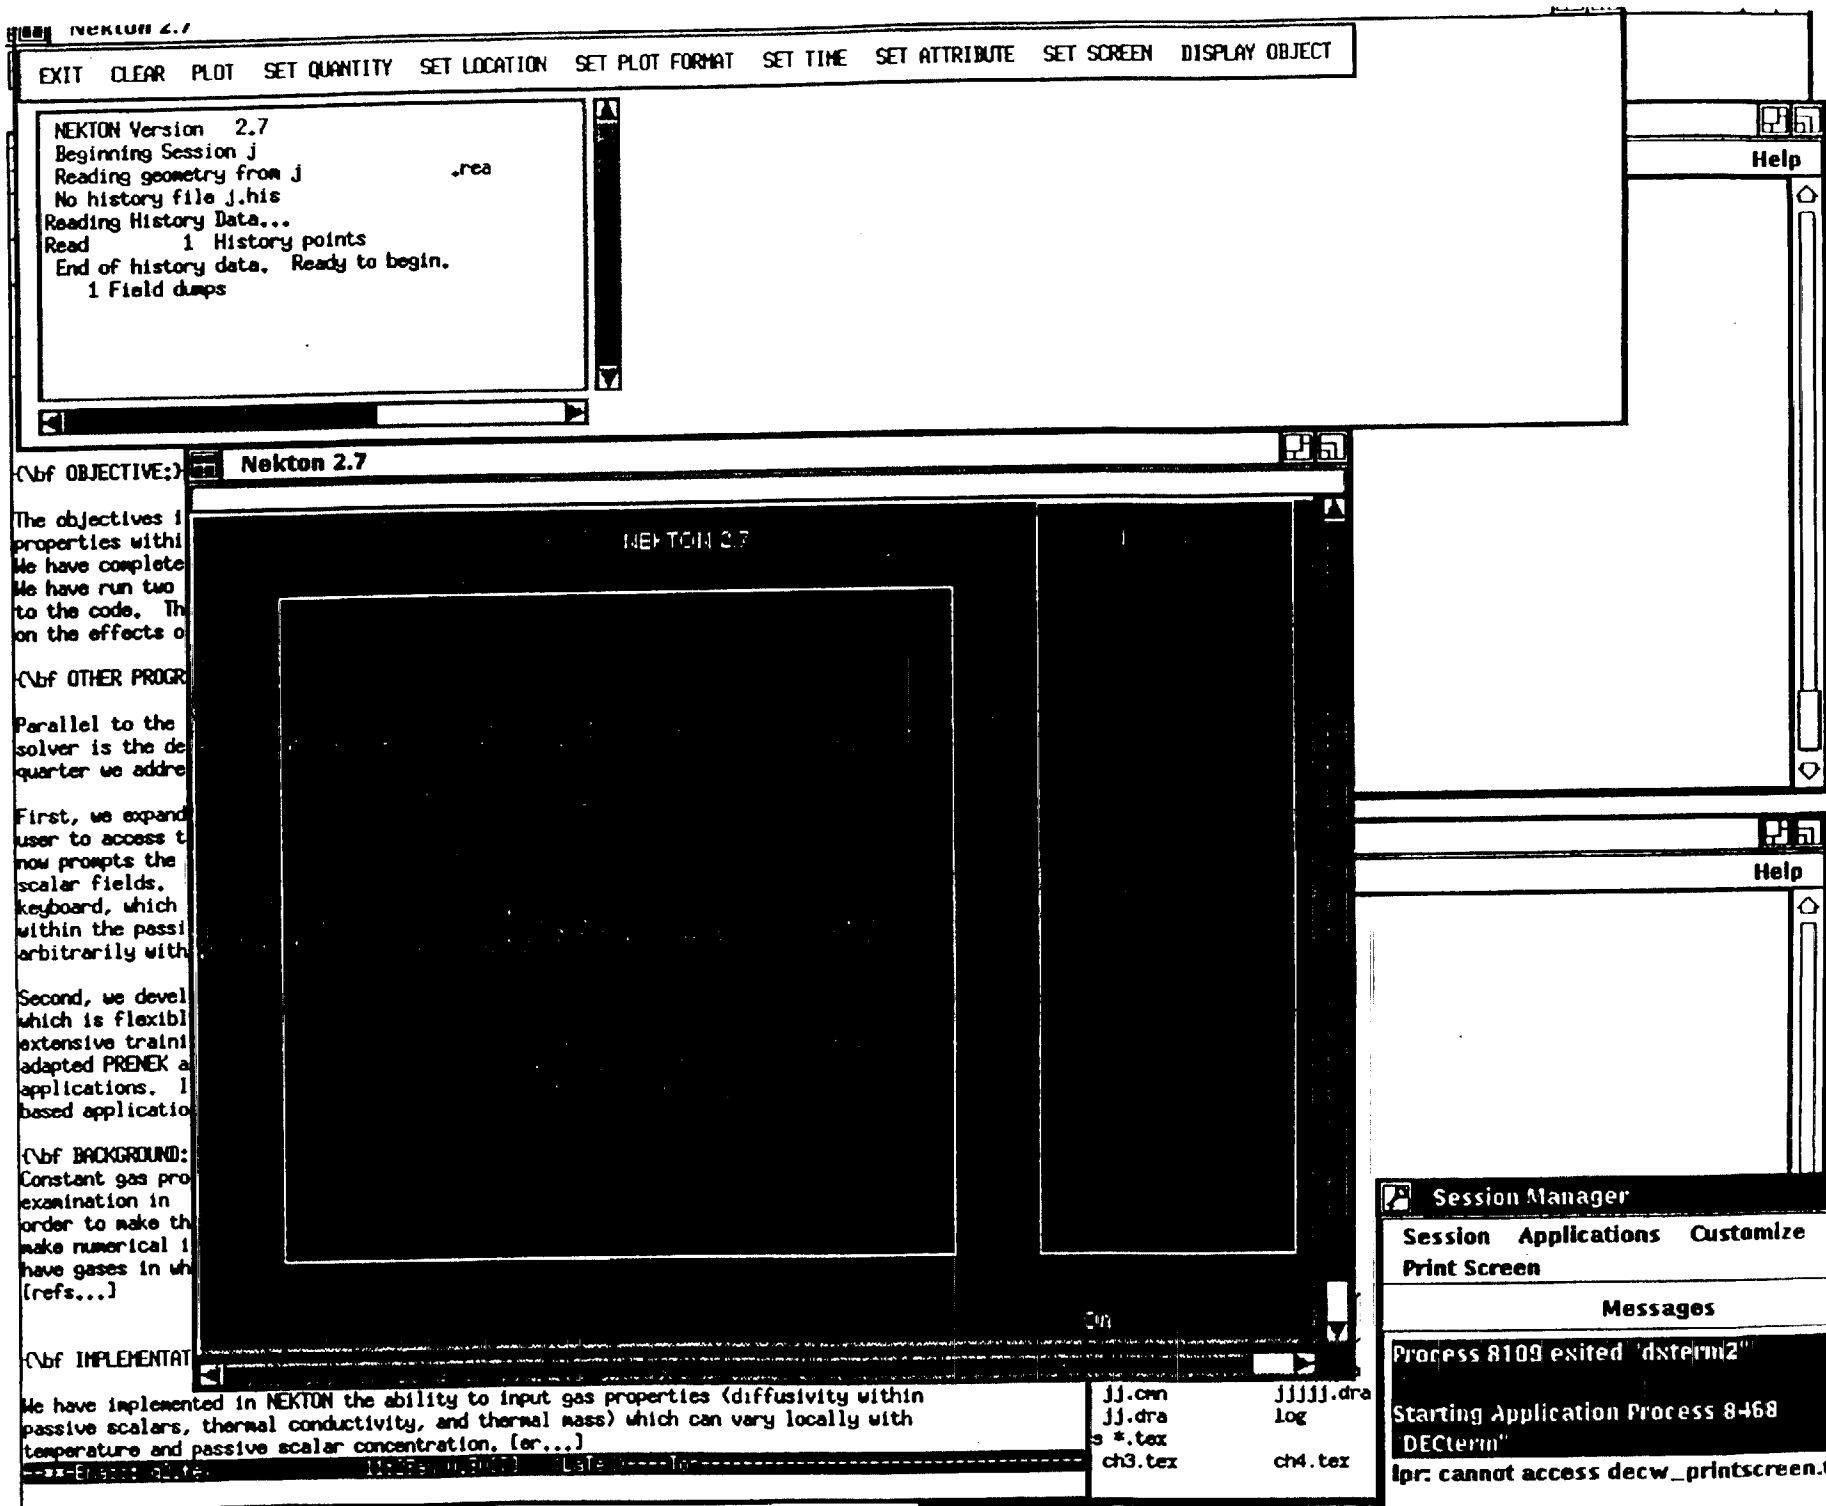 Nekton 2.7
EXIT CLEAR PLOT SET QUANTITY SET LOCATION SET PLOT FORMAT SET TIME SET ATTRIBUTE SET SCREEN DISPLAY OBJECT
NEKTON Version 2.7
Beginning Session j
Reading geometry from j .rea
No history file j.his
Reading History Data...
Read 1 History points
End of history data. Ready to begin.
1 Field dumps
Help
{\bf OBJECTIVE:}
The objectives i
properties withi
We have complete
We have run two
to the code. Th
on the effects o
{\bf OTHER PROGR
Parallel to the
solver is the de
quarter we addre
First, we expand
user to access t
now prompts the
scalar fields.
keyboard, which
within the passi
arbitrarily with
Second, we devel
which is flexibl
extensive traini
adapted PRENEK a
applications. I
based applicatio
{\bf BACKGROUND:
Constant gas pro
examination in
order to make th
make numerical i
have gases in wh
[refs...]
{\bf IMPLEMENTAT
We have implemented in NEKTON the ability to input gas properties (diffusivity within
passive scalars, thermal conductivity, and thermal mass) which can vary locally with
temperature and passive scalar concentration. [er...]
Nekton 2.7
NEKTON 2.7
Help
jj.cmn jjjjj.dra
jj.dra log
s *.tex
ch3.tex ch4.tex
Session Manager
Session Applications Customize
Print Screen
Messages
Process 8109 exited "dxterm2"
Starting Application Process 8468
"DECterm"
lpr: cannot access decw_printscreen.